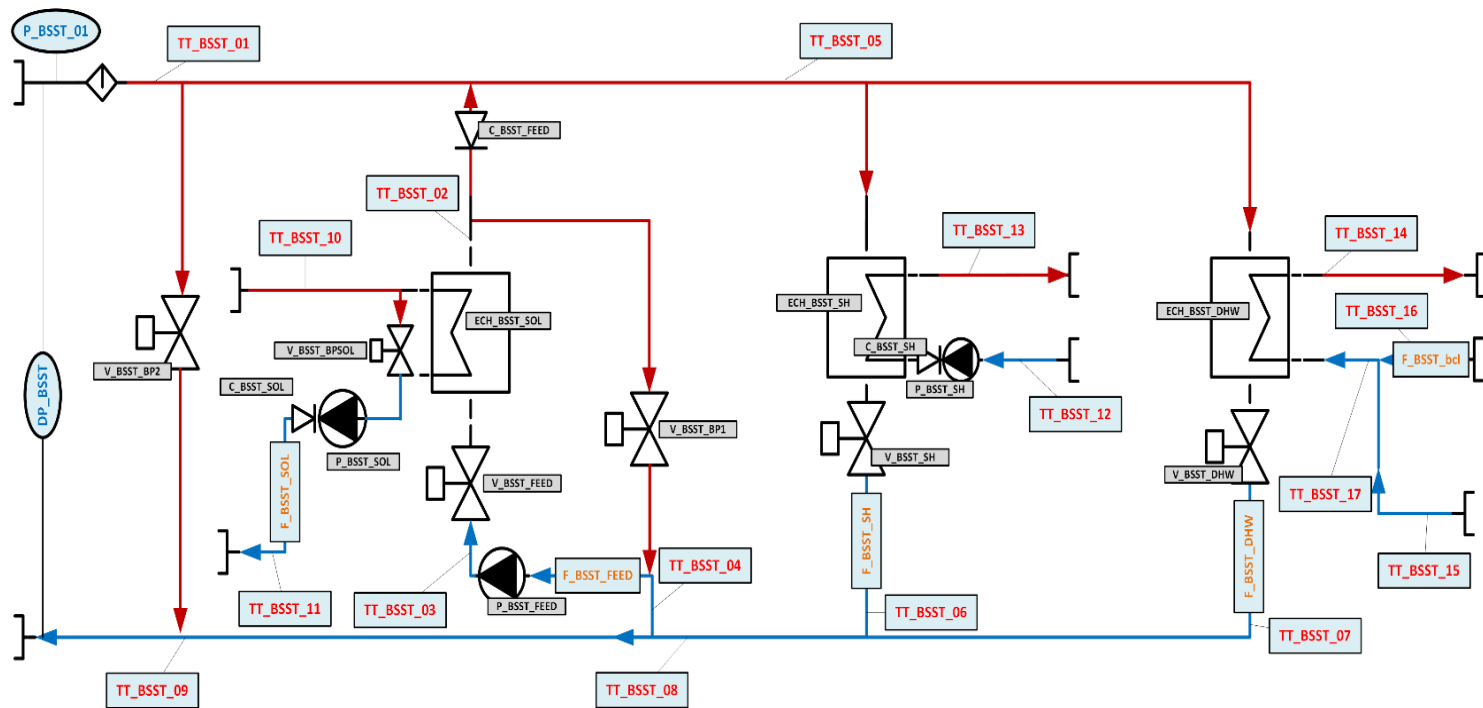 P_BSST_01
TT_BSST_01
TT_BSST_05
C_BSST_FEED
TT_BSST_02
TT_BSST_10
TT_BSST_13
TT_BSST_14
ECH_BSST_SOL
ECH_BSST_SH
ECH_BSST_DHW
TT_BSST_16
V_BSST_BPSOL
C_BSST_SH
F_BSST_bcl
V_BSST_BP2
P_BSST_SH
C_BSST_SOL
DP_BSST
TT_BSST_12
V_BSST_BP1
P_BSST_SOL
V_BSST_SH
V_BSST_DHW
V_BSST_FEED
TT_BSST_17
F_BSST_SOL
F_BSST_SH
F_BSST_DHW
TT_BSST_04
F_BSST_FEED
TT_BSST_15
P_BSST_FEED
TT_BSST_11
TT_BSST_03
TT_BSST_06
TT_BSST_07
TT_BSST_09
TT_BSST_08